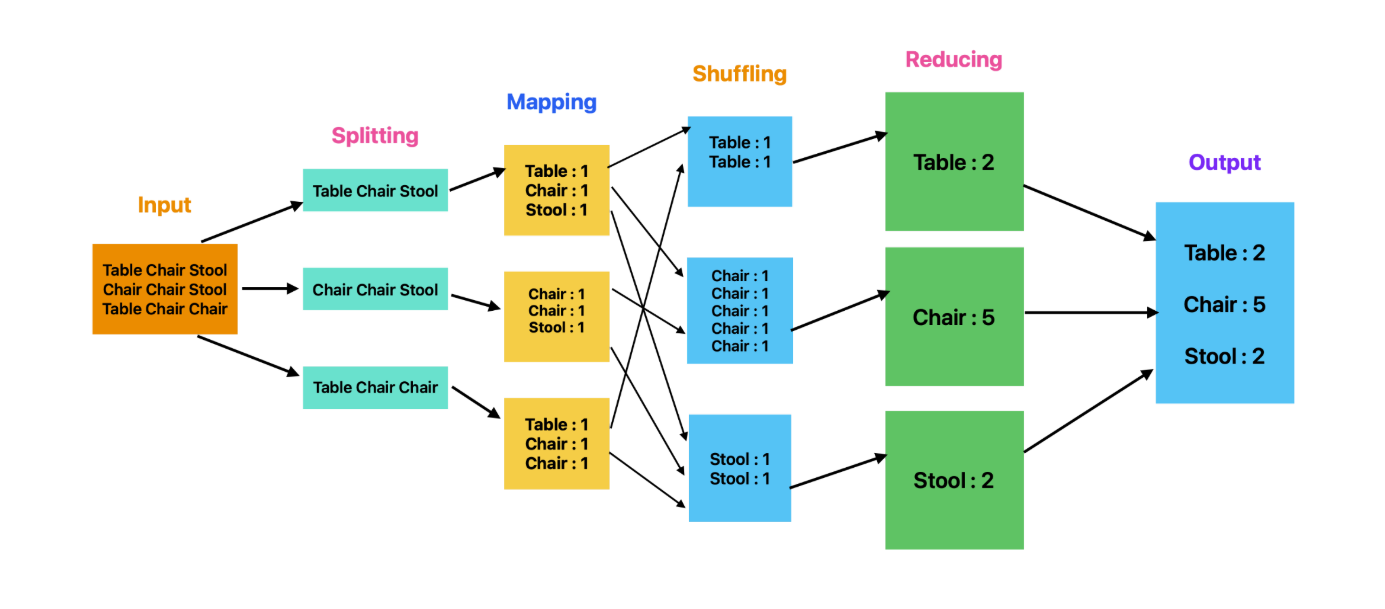 Input
Table Chair Stool
Chair Chair Stool
Table Chair Chair
Splitting
Table Chair Stool
Chair Chair Stool
Table Chair Chair
Mapping
Table : 1
Chair : 1
Stool : 1
Chair : 1
Chair : 1
Stool : 1
Table : 1
Chair : 1
Chair : 1
Shuffling
Table : 1
Table : 1
Chair : 1
Chair : 1
Chair : 1
Chair : 1
Chair : 1
Stool : 1
Stool : 1
Reducing
Table : 2
Chair : 5
Stool : 2
Output
Table : 2
Chair : 5
Stool : 2